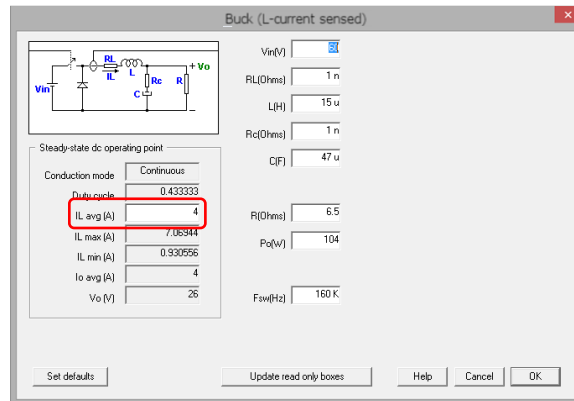 Buck (L-current sensed)
x
RL
L
IL
Rc
R
C
Vin
+ Vo
-
Vin(V) 60
RL(Ohms) 1 n
L(H) 15 u
Rc(Ohms) 1 n
C(F) 47 u
R(Ohms) 6.5
Po(W) 104
Fsw(Hz) 160 K
Steady-state dc operating point
Conduction mode Continuous
Duty cycle 0.433333
IL avg (A) 4
IL max (A) 7.06944
IL min (A) 0.930556
Io avg (A) 4
Vo (V) 26
Set defaults
Update read only boxes
Help
Cancel
OK